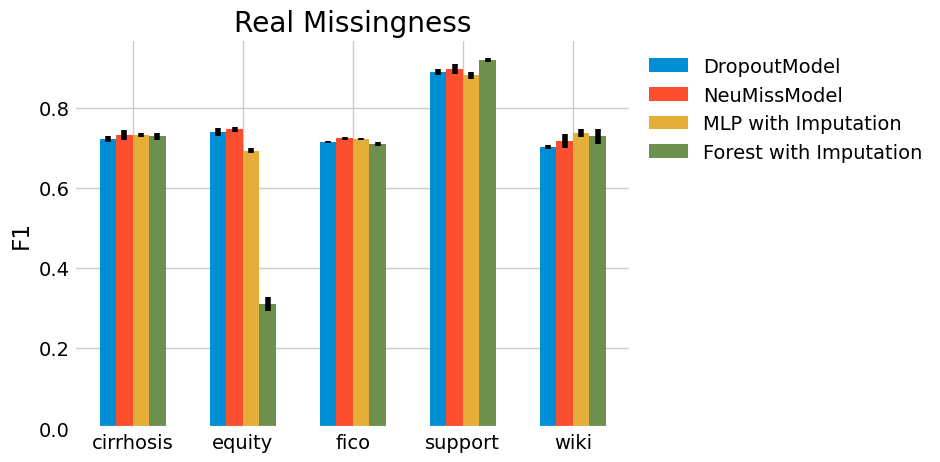 Real Missingness
F1
0.8
0.6
0.4
0.2
0.0
cirrhosis
equity
fico
support
wiki
DropoutModel
NeuMissModel
MLP with Imputation
Forest with Imputation